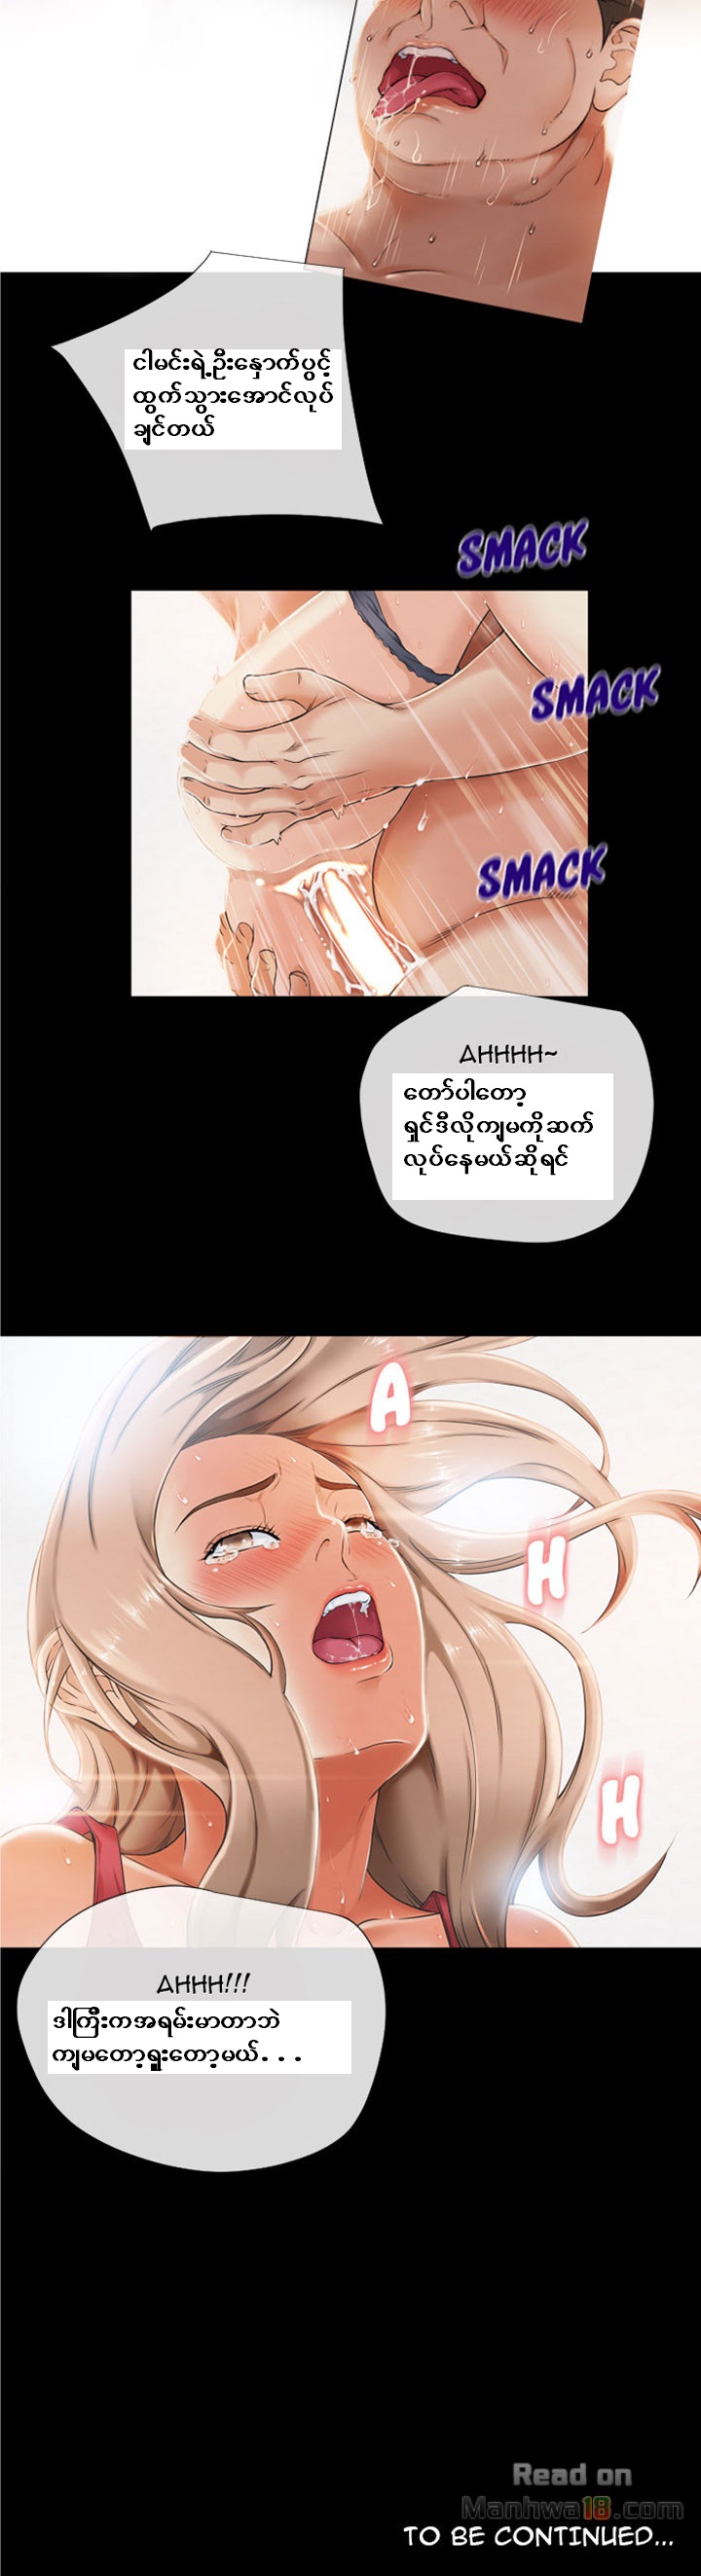 ငါမင်းရဲ့ဦးနှောက်ပွင့်
ထွက်သွားအောင်လုပ်
ချင်တယ်
SMACK
SMACK
SMACK
AHHHH~
တော်ပါတော့
ရှင်ဒီလိုကျမကိုဆက်
လုပ်နေမယ်ဆိုရင်
A
H
H
AHHH!!!
ဒါကြီးကအရမ်းမာတာဘဲ
ကျမတော့ရူးတော့မယ်...
Read on
Manhwa18.com
TO BE CONTINUED...